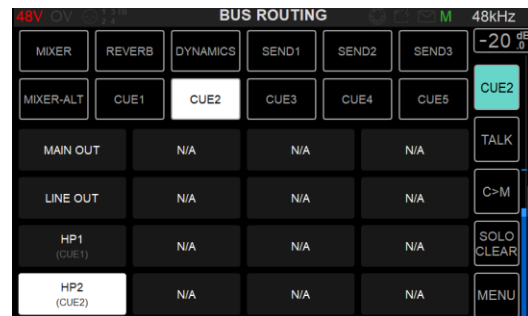 48V OV BUS ROUTING M 48kHz
MIXER REVERB DYNAMICS SEND1 SEND2 SEND3 -20.0 dB
MIXER-ALT CUE1 CUE2 CUE3 CUE4 CUE5 CUE2
MAIN OUT N/A N/A N/A TALK
LINE OUT N/A N/A N/A C>M
HP1 N/A N/A N/A SOLO
(CUE1) CLEAR
HP2 N/A N/A N/A MENU
(CUE2)